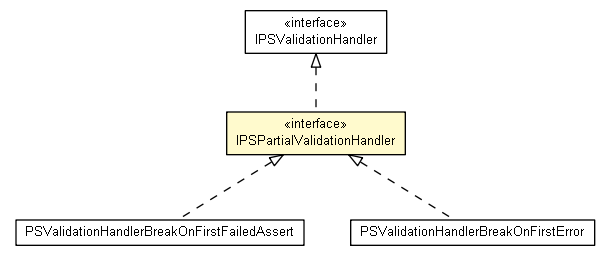 «interface»
IPSValidationHandler
«interface»
IPSPartialValidationHandler
PSValidationHandlerBreakOnFirstFailedAssert
PSValidationHandlerBreakOnFirstError